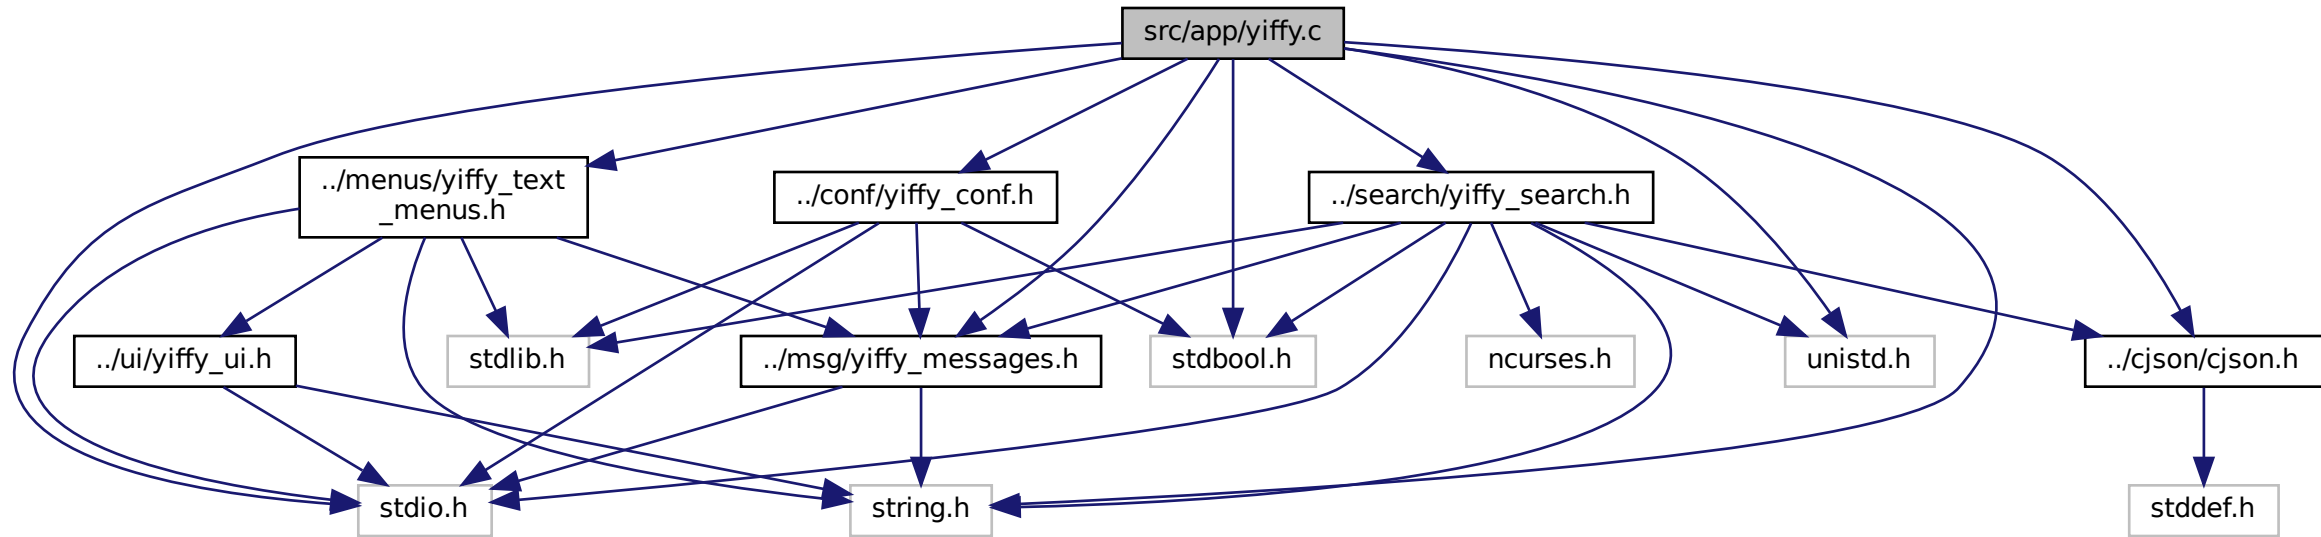 src/app/yiffy.c
../menus/yiffy_text
_menus.h
../conf/yiffy_conf.h
../search/yiffy_search.h
../ui/yiffy_ui.h
stdlib.h
../msg/yiffy_messages.h
stdbool.h
ncurses.h
unistd.h
../cjson/cjson.h
stdio.h
string.h
stddef.h